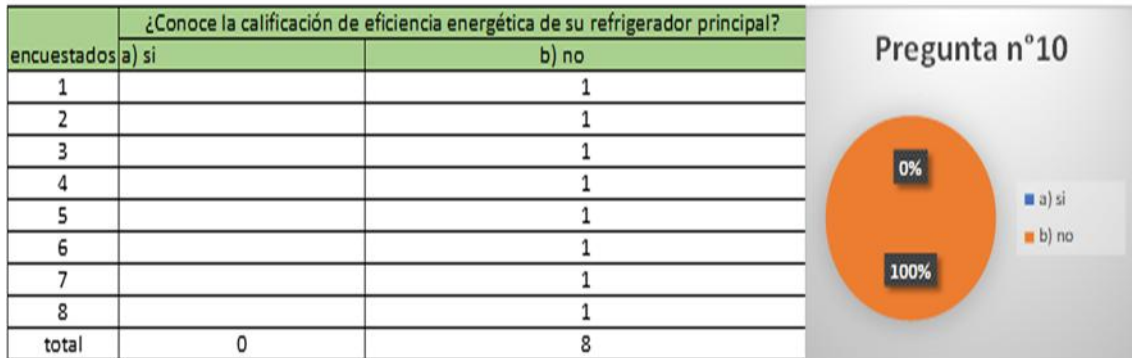 ¿Conoce la calificación de eficiencia energética de su refrigerador principal?
encuestados a) si b) no
1 1
2 1
3 1
4 1
5 1
6 1
7 1
8 1
total 0 8
Pregunta n°10
0%
100%
a) si
b) no